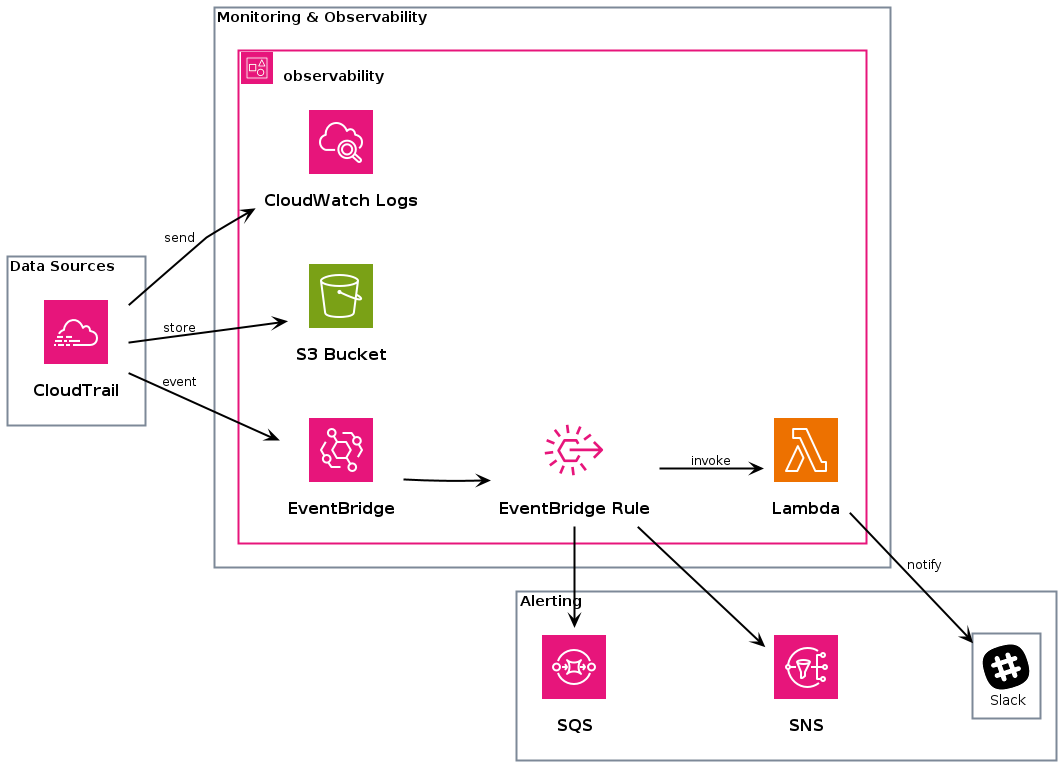 Monitoring & Observability
observability
CloudWatch Logs
send
Data Sources
CloudTrail
store
S3 Bucket
event
EventBridge
EventBridge Rule
invoke
Lambda
notify
Alerting
SQS
SNS
Slack